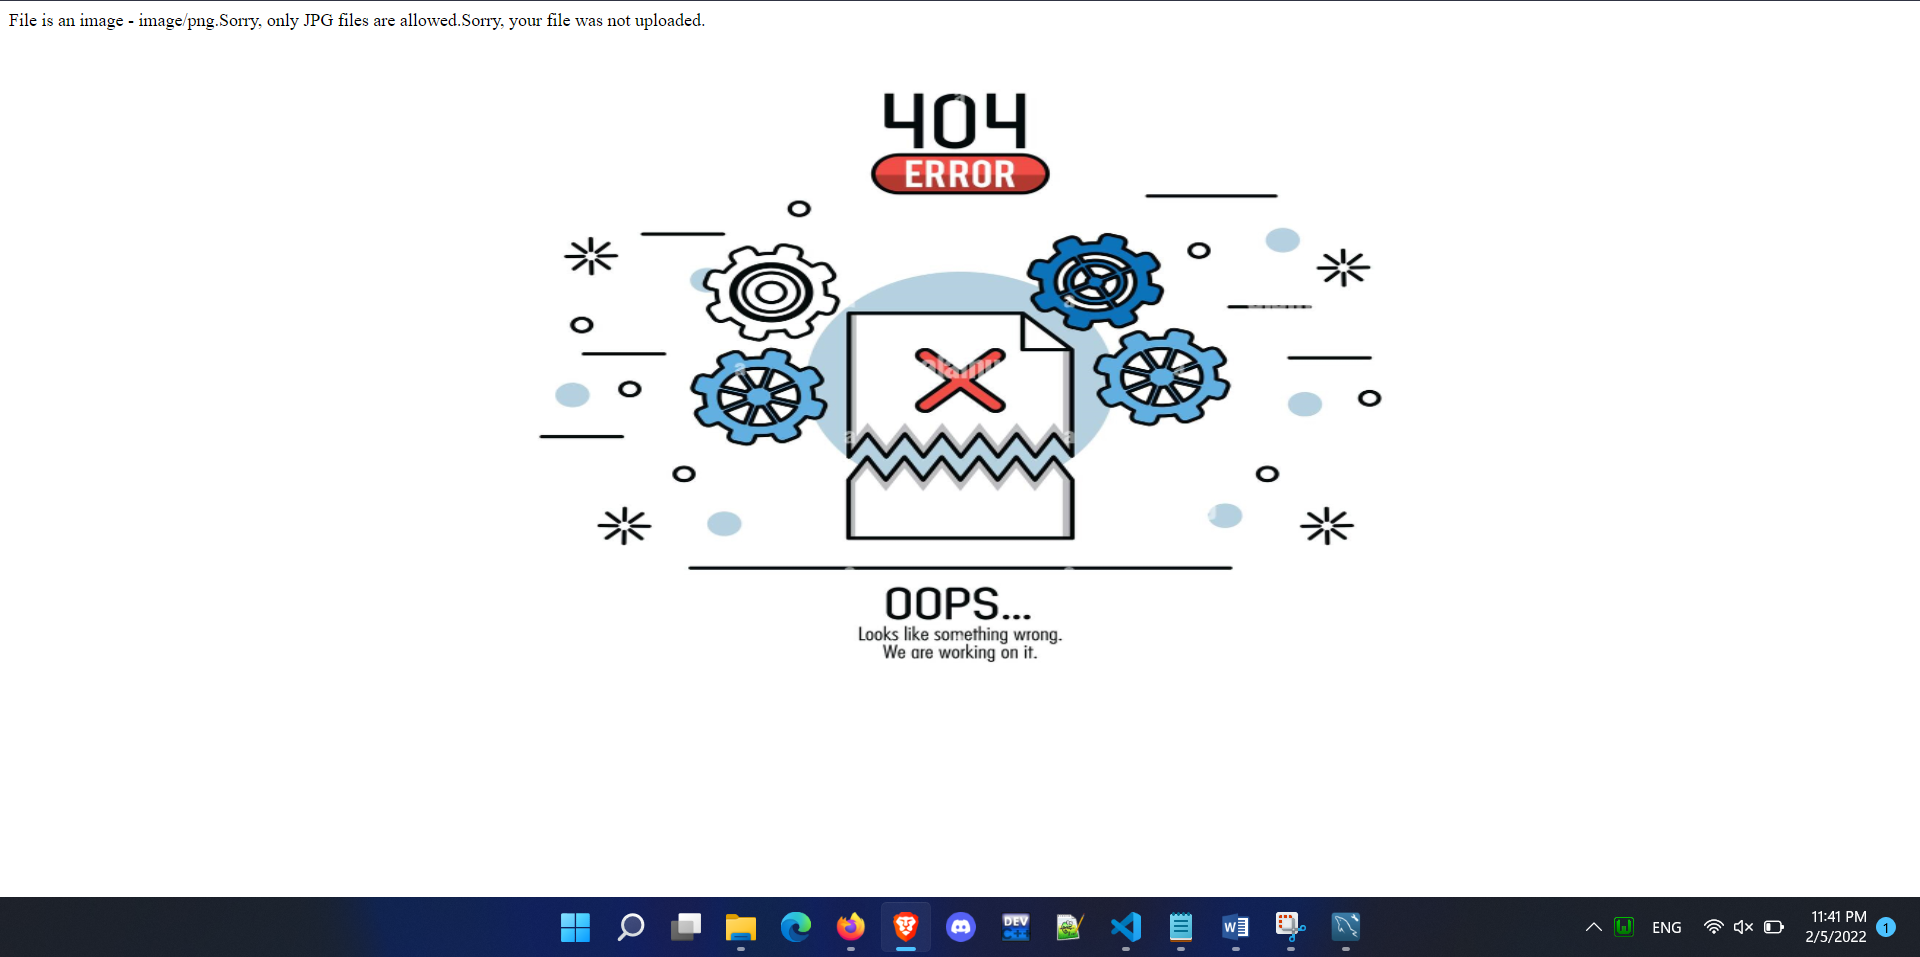 File is an image - image/png.Sorry, only JPG files are allowed.Sorry, your file was not uploaded.
404
ERROR
OOPS...
Looks like something wrong.
We are working on it.
DEV
C++
W
ENG
11:41 PM
2/5/2022
1